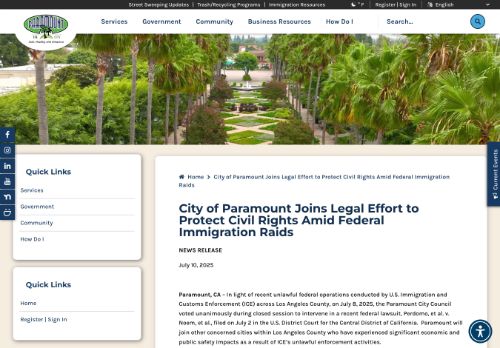 Street Sweeping Updates | Trash/Recycling Programs | Immigration Resources
°F | Register | Sign In
English
PARAMOUNT
Services Government Community Business Resources How Do I
Search...
Current Events
Quick Links
Services
Government
Community
How Do I
Quick Links
Home
Register | Sign In
Home > City of Paramount Joins Legal Effort to Protect Civil Rights Amid Federal Immigration
Raids
City of Paramount Joins Legal Effort to
Protect Civil Rights Amid Federal
Immigration Raids
NEWS RELEASE
July 10, 2025
Paramount, CA – In light of recent unlawful federal operations conducted by U.S. Immigration and
Customs Enforcement (ICE) across Los Angeles County, on July 8, 2025, the Paramount City Council
voted unanimously during closed session to intervene in a recent federal lawsuit, Perdomo, et al. v.
Noem, et al., filed on July 2 in the U.S. District Court for the Central District of California. Paramount will
join other concerned cities within Los Angeles County who have experienced significant economic and
public safety impacts as a result of ICE's unlawful enforcement activities.